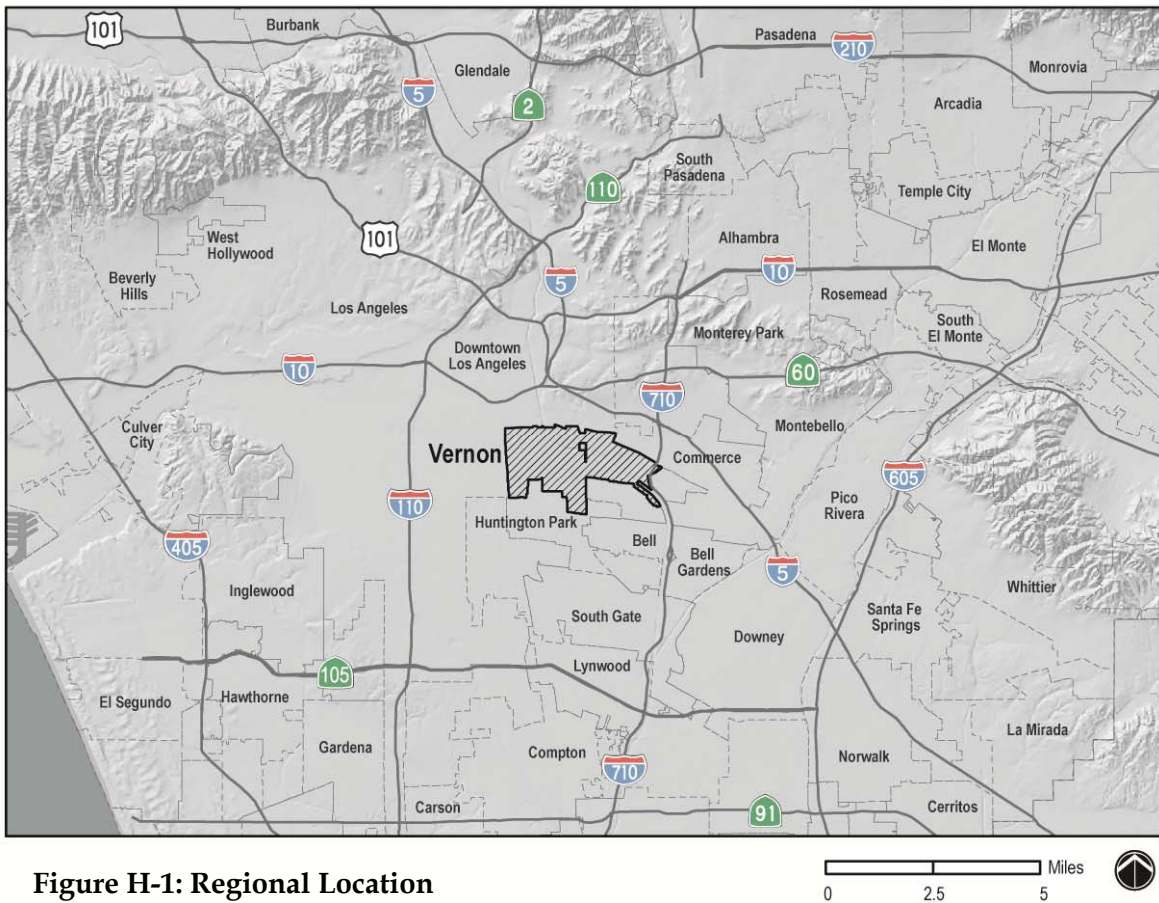 101
Burbank
Pasadena
210
Glendale
5
2
Monrovia
Arcadia
110
South
Pasadena
Temple City
101
West
Hollywood
Alhambra
El Monte
Beverly
Hills
5
10
Los Angeles
Rosemead
Monterey Park
South
El Monte
Downtown
Los Angeles
10
60
710
Culver
City
Montebello
Vernon
Commerce
605
110
Pico
Rivera
Huntington Park
405
Bell
Bell
Gardens
5
Inglewood
Whittier
South Gate
Santa Fe
Springs
Downey
Lynwood
105
El Segundo
Hawthorne
La Mirada
Gardena
Compton
Norwalk
710
Carson
91
Cerritos
Figure H-1: Regional Location
Miles
0 2.5 5